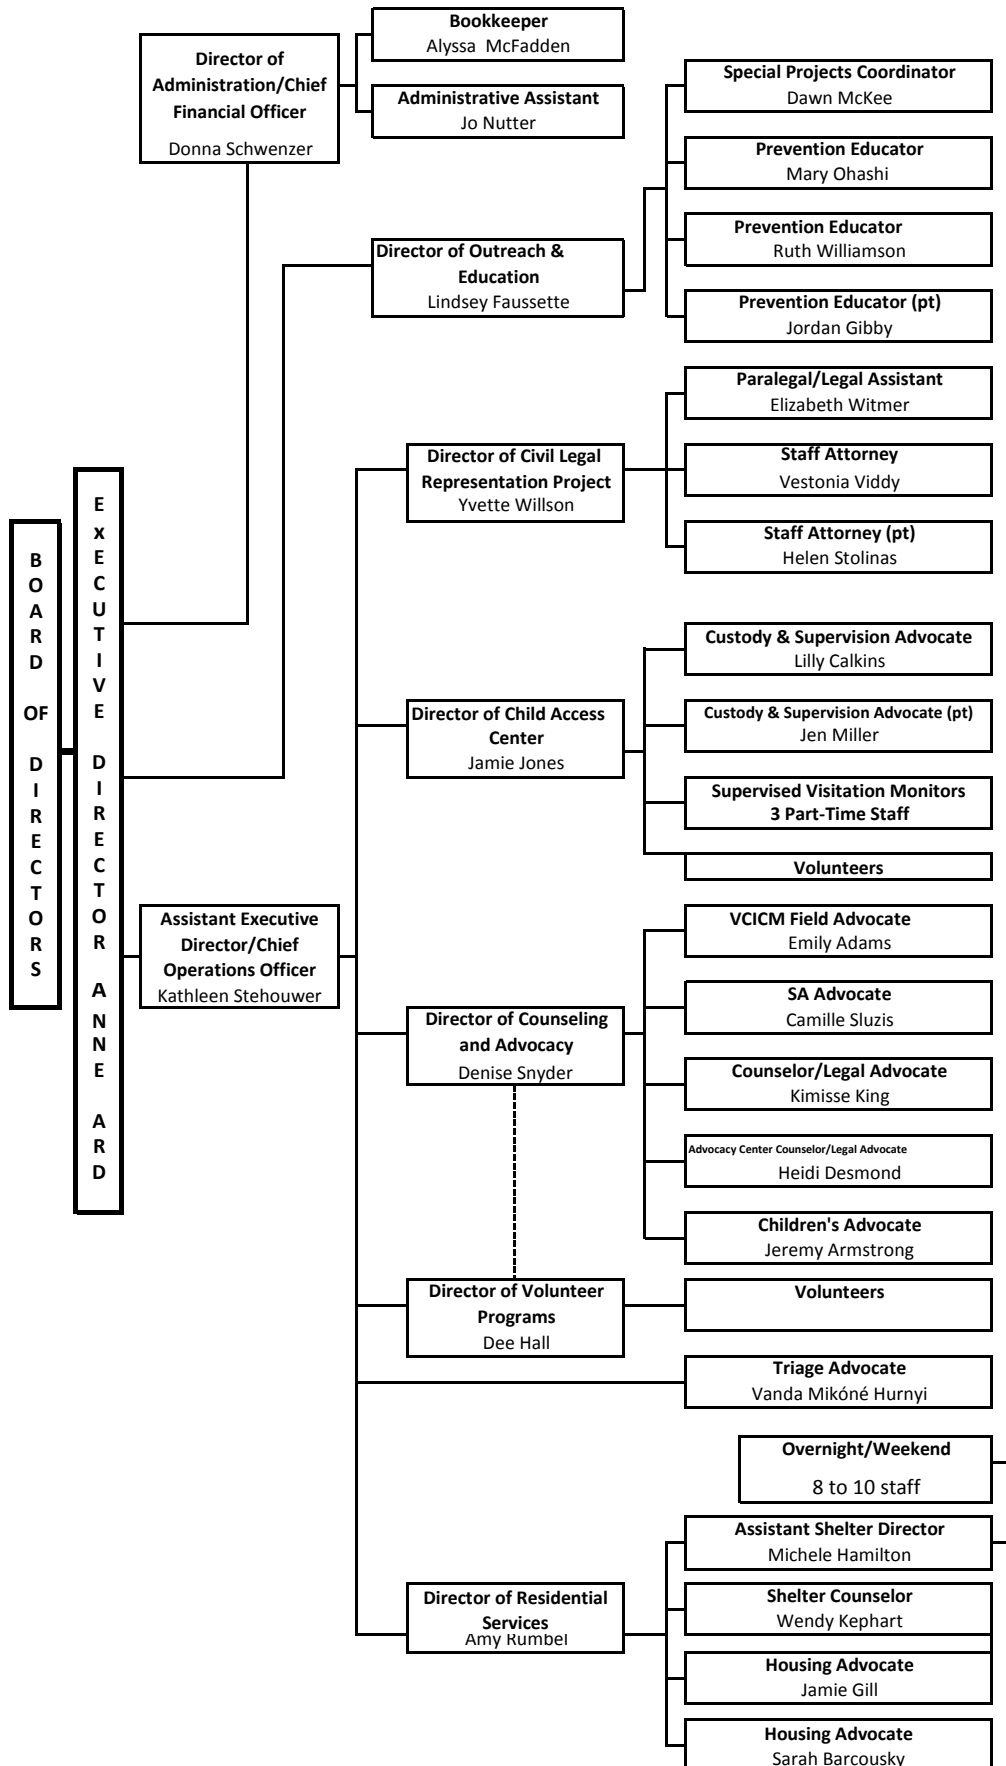 Bookkeeper
Alyssa McFadden
Director of
Administration/Chief
Financial Officer
Donna Schwenzer
Administrative Assistant
Jo Nutter
Special Projects Coordinator
Dawn McKee
Prevention Educator
Mary Ohashi
Prevention Educator
Ruth Williamson
Director of Outreach &
Education
Lindsey Faussette
Prevention Educator (pt)
Jordan Gibby
Paralegal/Legal Assistant
Elizabeth Witmer
Director of Civil Legal
Representation Project
Yvette Willson
Staff Attorney
Vestonia Viddy
Staff Attorney (pt)
Helen Stolinas
BOARD OF DIRECTORS
ExECUTIVE DIRECTOR ANNE ARD
Custody & Supervision Advocate
Lilly Calkins
Director of Child Access
Center
Jamie Jones
Custody & Supervision Advocate (pt)
Jen Miller
Supervised Visitation Monitors
3 Part-Time Staff
Volunteers
Assistant Executive
Director/Chief
Operations Officer
Kathleen Stehouwer
VCICM Field Advocate
Emily Adams
SA Advocate
Camille Sluzis
Director of Counseling
and Advocacy
Denise Snyder
Counselor/Legal Advocate
Kimisse King
Advocacy Center Counselor/Legal Advocate
Heidi Desmond
Children's Advocate
Jeremy Armstrong
Director of Volunteer
Programs
Dee Hall
Volunteers
Triage Advocate
Vanda Mikóné Hurnyi
Overnight/Weekend
8 to 10 staff
Assistant Shelter Director
Michele Hamilton
Director of Residential
Services
Amy Rumbel
Shelter Counselor
Wendy Kephart
Housing Advocate
Jamie Gill
Housing Advocate
Sarah Barcousky